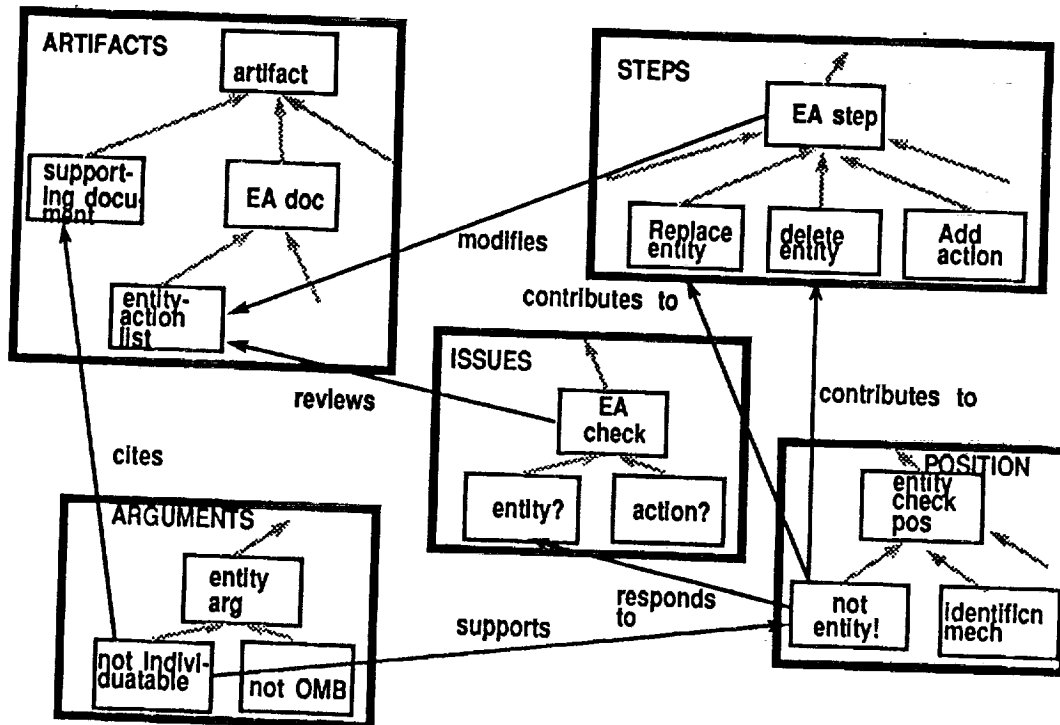 ARTIFACTS
artifact
support-
ing docu-
ment
EA doc
entity-
action
list
STEPS
EA step
Replace
entity
delete
entity
Add
action
modifies
contributes to
ISSUES
EA
check
entity?
action?
reviews
contributes to
cites
POSITION
entity
check
pos
not
entity!
identificn
mech
ARGUMENTS
entity
arg
not indivi-
duatable
not OMB
supports
responds
to